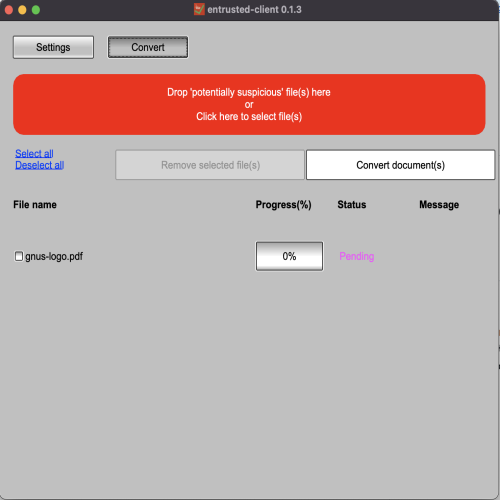 entrusted-client 0.1.3
Settings
Convert
Drop 'potentially suspicious' file(s) here
or
Click here to select file(s)
Select all
Deselect all
Remove selected file(s)
Convert document(s)
File name
Progress(%)
Status
Message
gnus-logo.pdf
0%
Pending